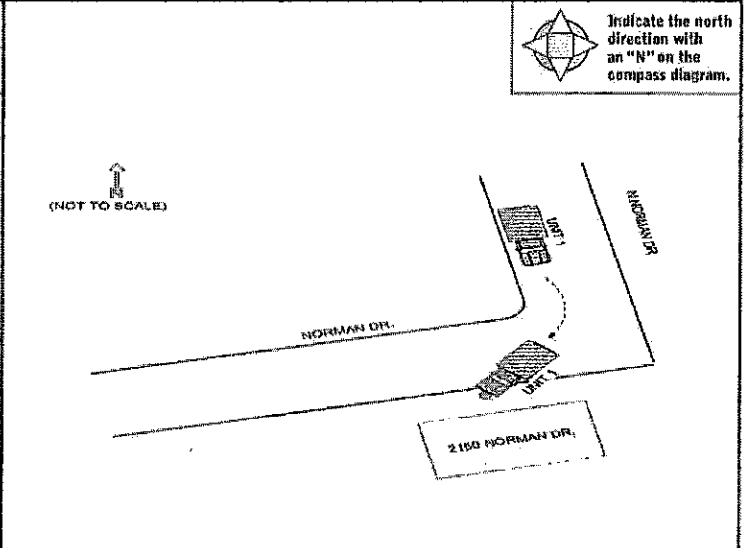 Indicate the north
direction with
an "N" on the
compass diagram.
N
(NOT TO SCALE)
UNIT 1
N NORMAN DR
NORMAN DR.
UNIT 1
2150 NORMAN DR.